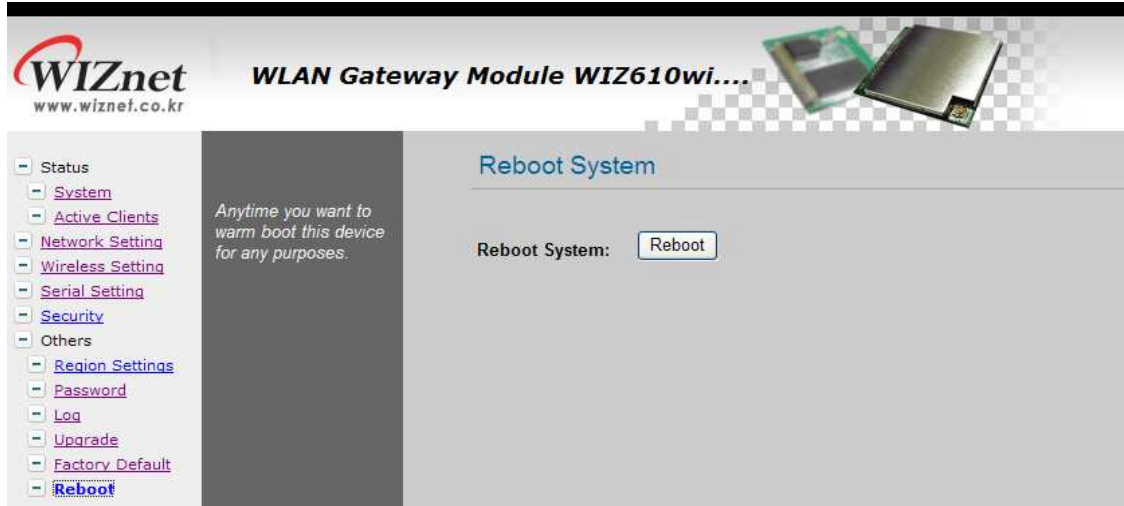 WIZnet
www.wiznet.co.kr
WLAN Gateway Module WIZ610wi....
Status
System
Active Clients
Network Setting
Wireless Setting
Serial Setting
Security
Others
Region Settings
Password
Log
Upgrade
Factory Default
Reboot
Anytime you want to
warm boot this device
for any purposes.
Reboot System
Reboot System: Reboot